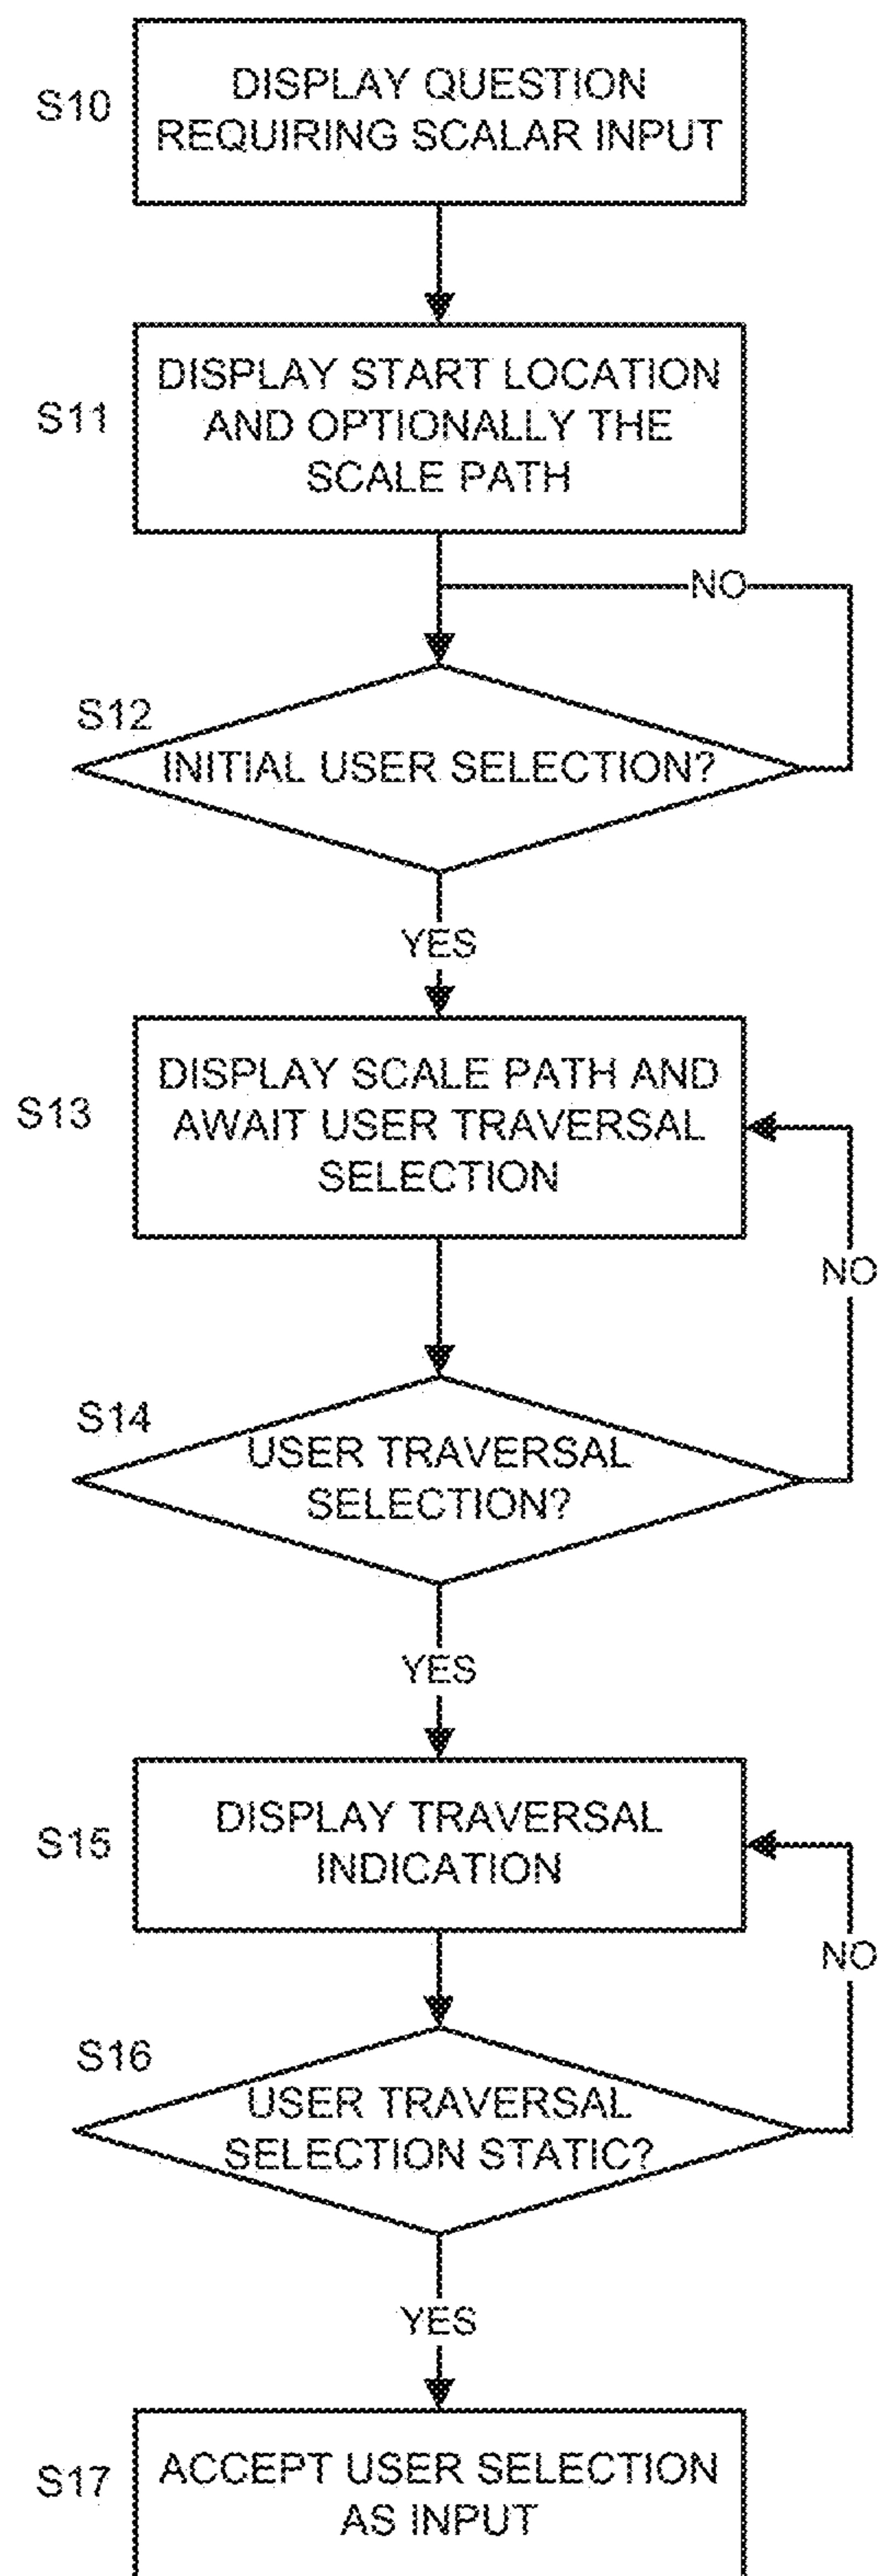 S10
DISPLAY QUESTION
REQUIRING SCALAR INPUT
S11
DISPLAY START LOCATION
AND OPTIONALLY THE
SCALE PATH
NO
S12
INITIAL USER SELECTION?
YES
S13
DISPLAY SCALE PATH AND
AWAIT USER TRAVERSAL
SELECTION
NO
S14
USER TRAVERSAL
SELECTION?
YES
S15
DISPLAY TRAVERSAL
INDICATION
NO
S16
USER TRAVERSAL
SELECTION STATIC?
YES
S17
ACCEPT USER SELECTION
AS INPUT